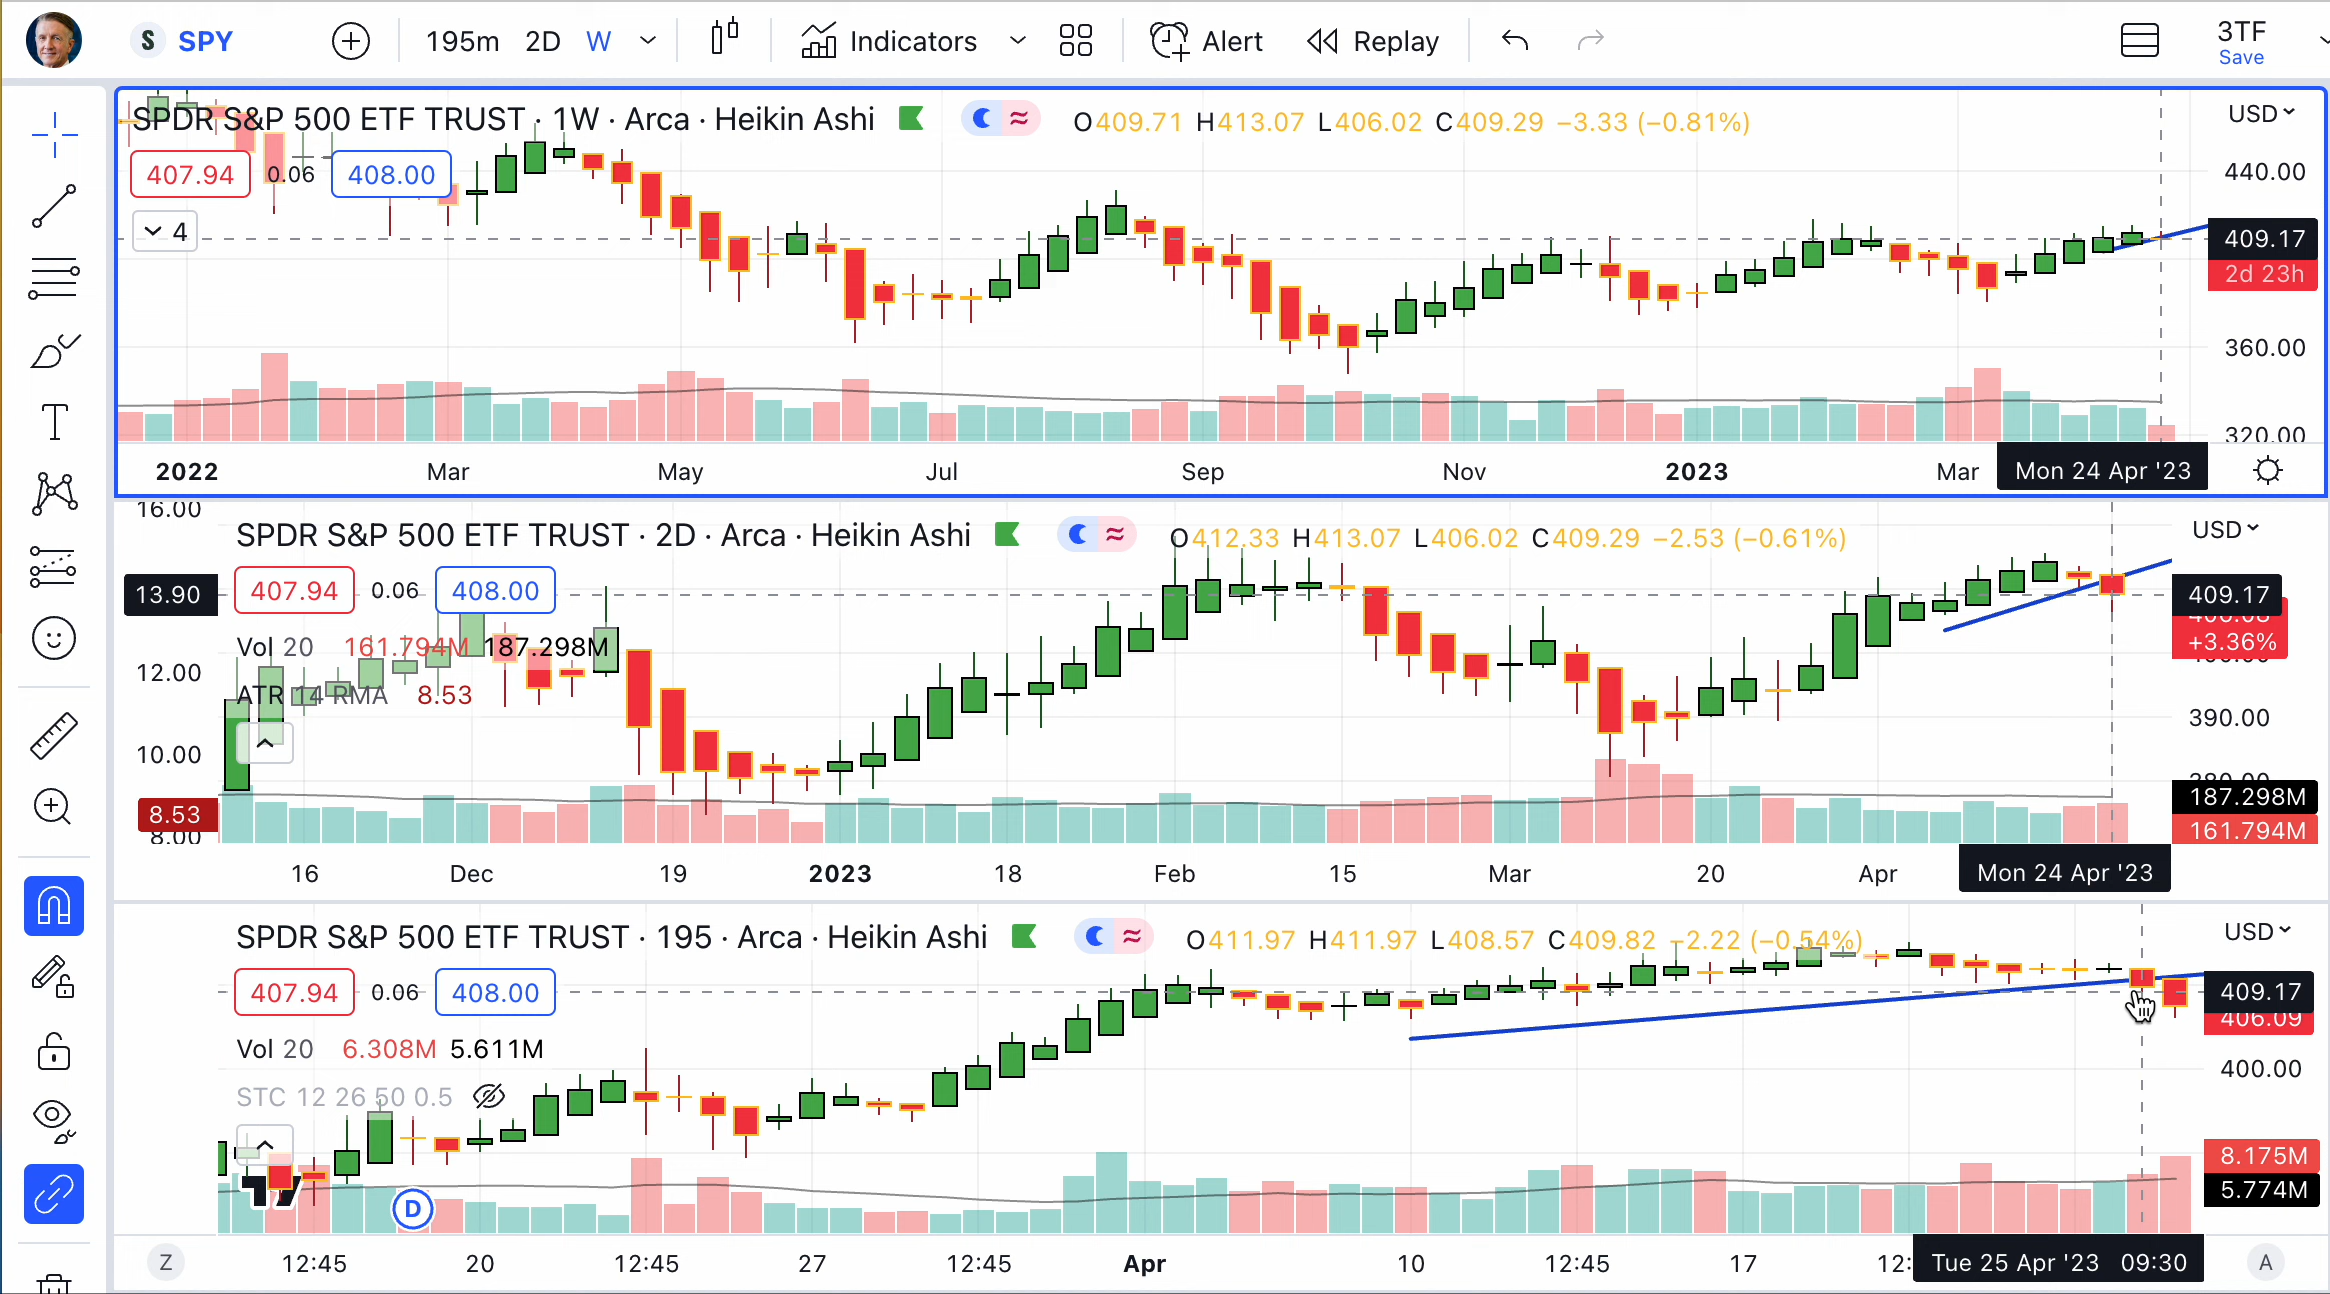 S SPY 195m 2D W Indicators Alert Replay 3TF
Save
SPDR S&P 500 ETF TRUST · 1W · Arca · Heikin Ashi O409.71 H413.07 L406.02 C409.29 −3.33 (−0.81%) USD
407.94 0.06 408.00
4
440.00
409.17
2d 23h
360.00
320.00
2022 Mar May Jul Sep Nov 2023 Mar Mon 24 Apr '23
16.00
SPDR S&P 500 ETF TRUST · 2D · Arca · Heikin Ashi O412.33 H413.07 L406.02 C409.29 −2.53 (−0.61%) USD
13.90 407.94 0.06 408.00 409.17
+3.36%
Vol 20 161.794M 187.298M
12.00
ATR 14 RMA 8.53
390.00
10.00
380.00
187.298M
8.53
161.794M
8.00
16 Dec 19 2023 18 Feb 15 Mar 20 Apr Mon 24 Apr '23
SPDR S&P 500 ETF TRUST · 195 · Arca · Heikin Ashi O411.97 H411.97 L408.57 C409.82 −2.22 (−0.54%) USD
407.94 0.06 408.00 409.17
406.09
Vol 20 6.308M 5.611M
400.00
STC 12 26 50 0.5
8.175M
5.774M
D
Z 12:45 20 12:45 27 12:45 Apr 10 12:45 17 12: Tue 25 Apr '23 09:30 A